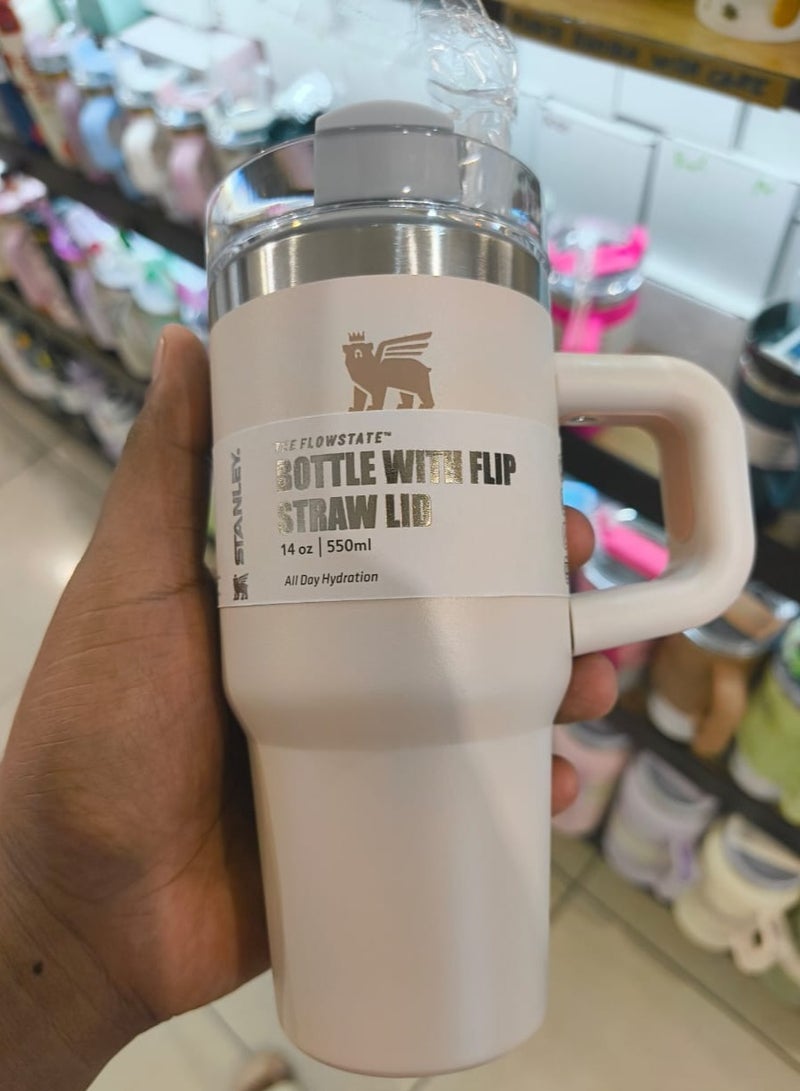 THE FLOWSTATE™
BOTTLE WITH FLIP
STRAW LID
14 oz | 550ml
All Day Hydration
STANLEY.